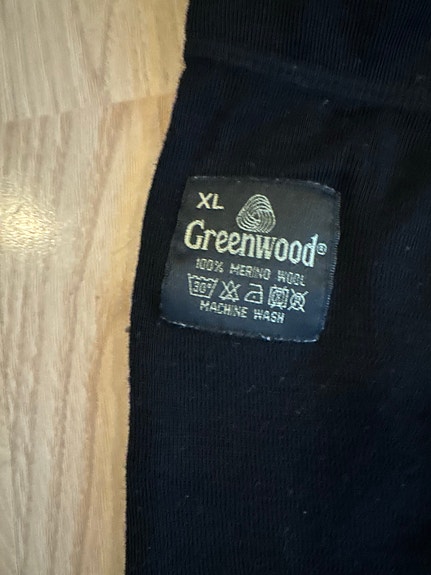 XL
Greenwood®
100% MERINO WOOL
30°
MACHINE WASH